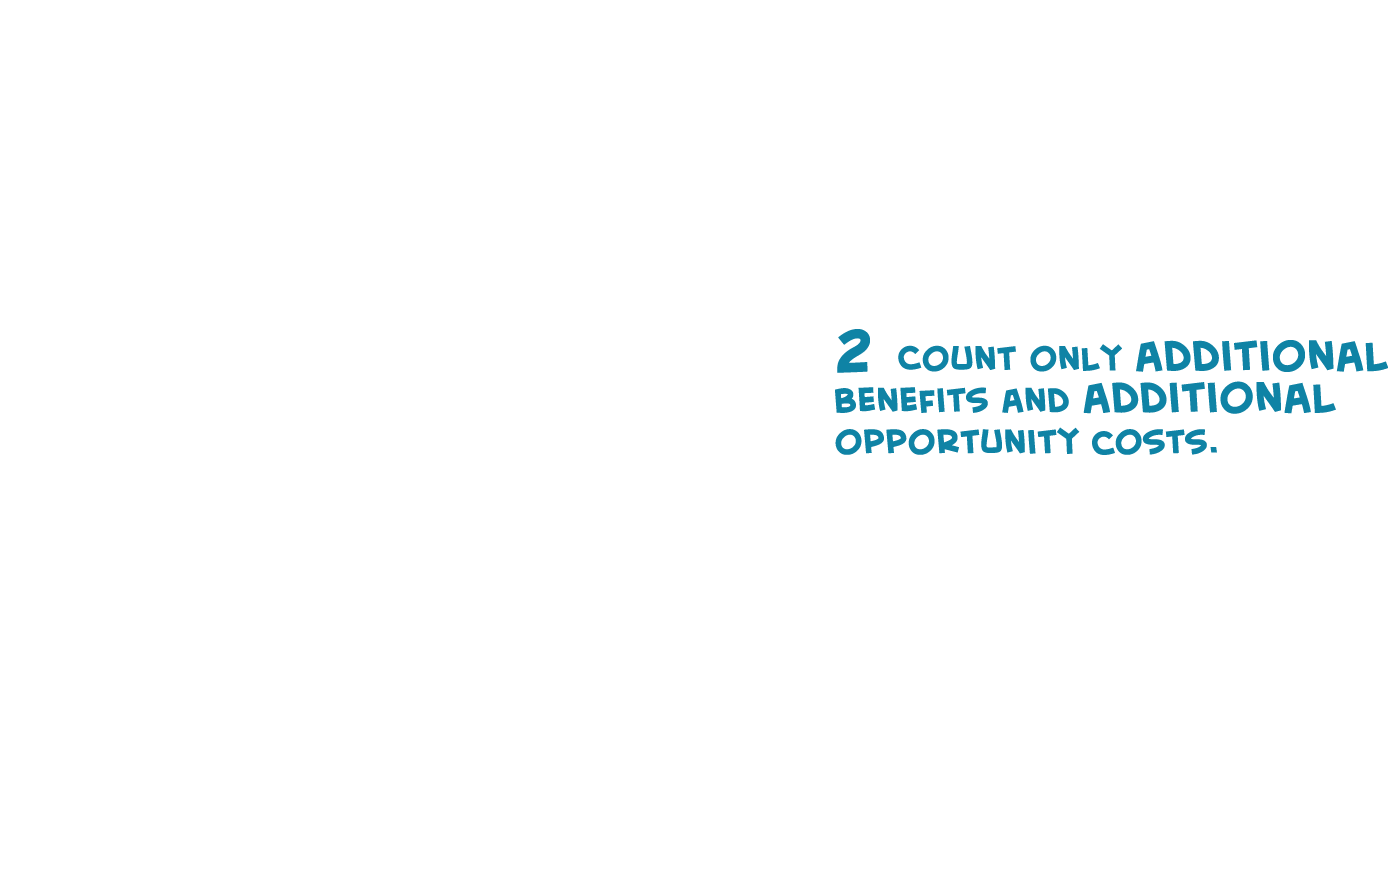 2 COUNT ONLY ADDITIONAL
BENEFITS AND ADDITIONAL
OPPORTUNITY COSTS.